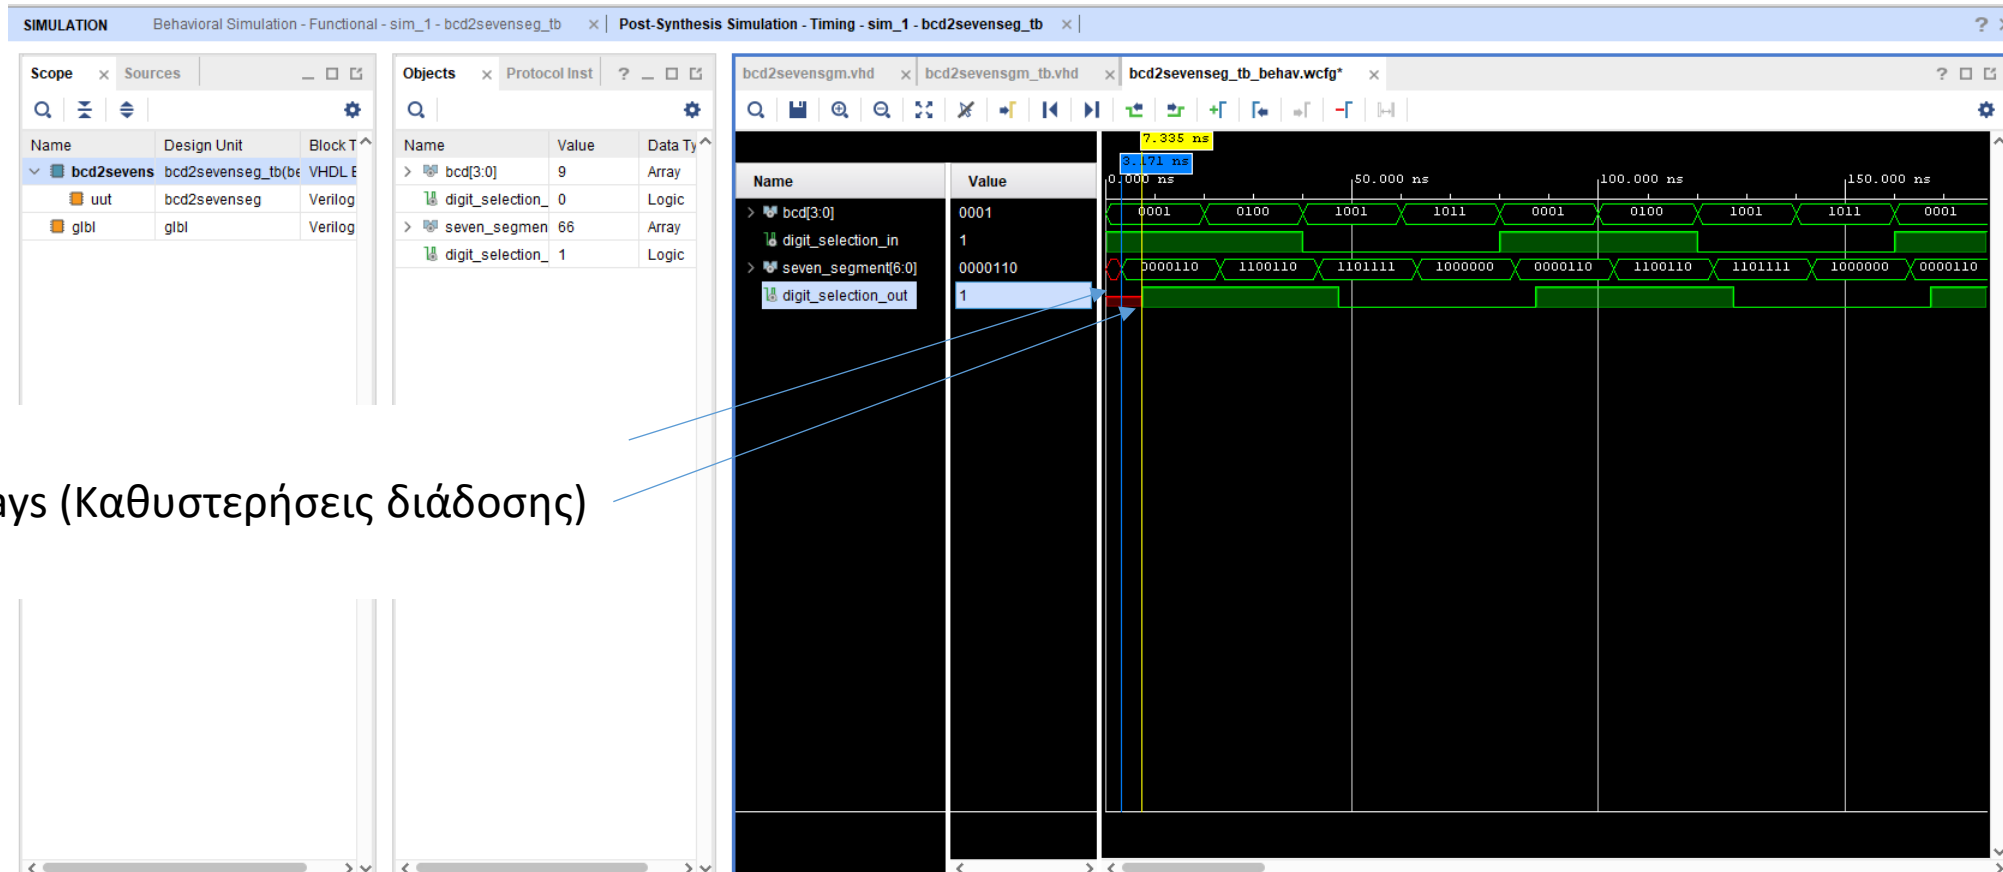 SIMULATION Behavioral Simulation - Functional - sim_1 - bcd2sevenseg_tb × Post-Synthesis Simulation - Timing - sim_1 - bcd2sevenseg_tb × ?
Scope × Sources
Name Design Unit Block T
bcd2sevens bcd2sevenseg_tb(be VHDL E
uut bcd2sevenseg Verilog
glbl glbl Verilog
Objects × Protocol Inst ?
Name Value Data Ty
bcd[3:0] 9 Array
digit_selection_ 0 Logic
seven_segmen 66 Array
digit_selection_ 1 Logic
bcd2sevensgm.vhd × bcd2sevensgm_tb.vhd × bcd2sevenseg_tb_behav.wcfg* × ?
7.335 ns
3.171 ns
Name Value 0.000 ns 50.000 ns 100.000 ns 150.000 ns
bcd[3:0] 0001 0001 0100 1001 1011 0001 0100 1001 1011 0001
digit_selection_in 1
seven_segment[6:0] 0000110 0000110 1100110 1101111 1000000 0000110 1100110 1101111 1000000 0000110
digit_selection_out 1
ays (Καθυστερήσεις διάδοσης)